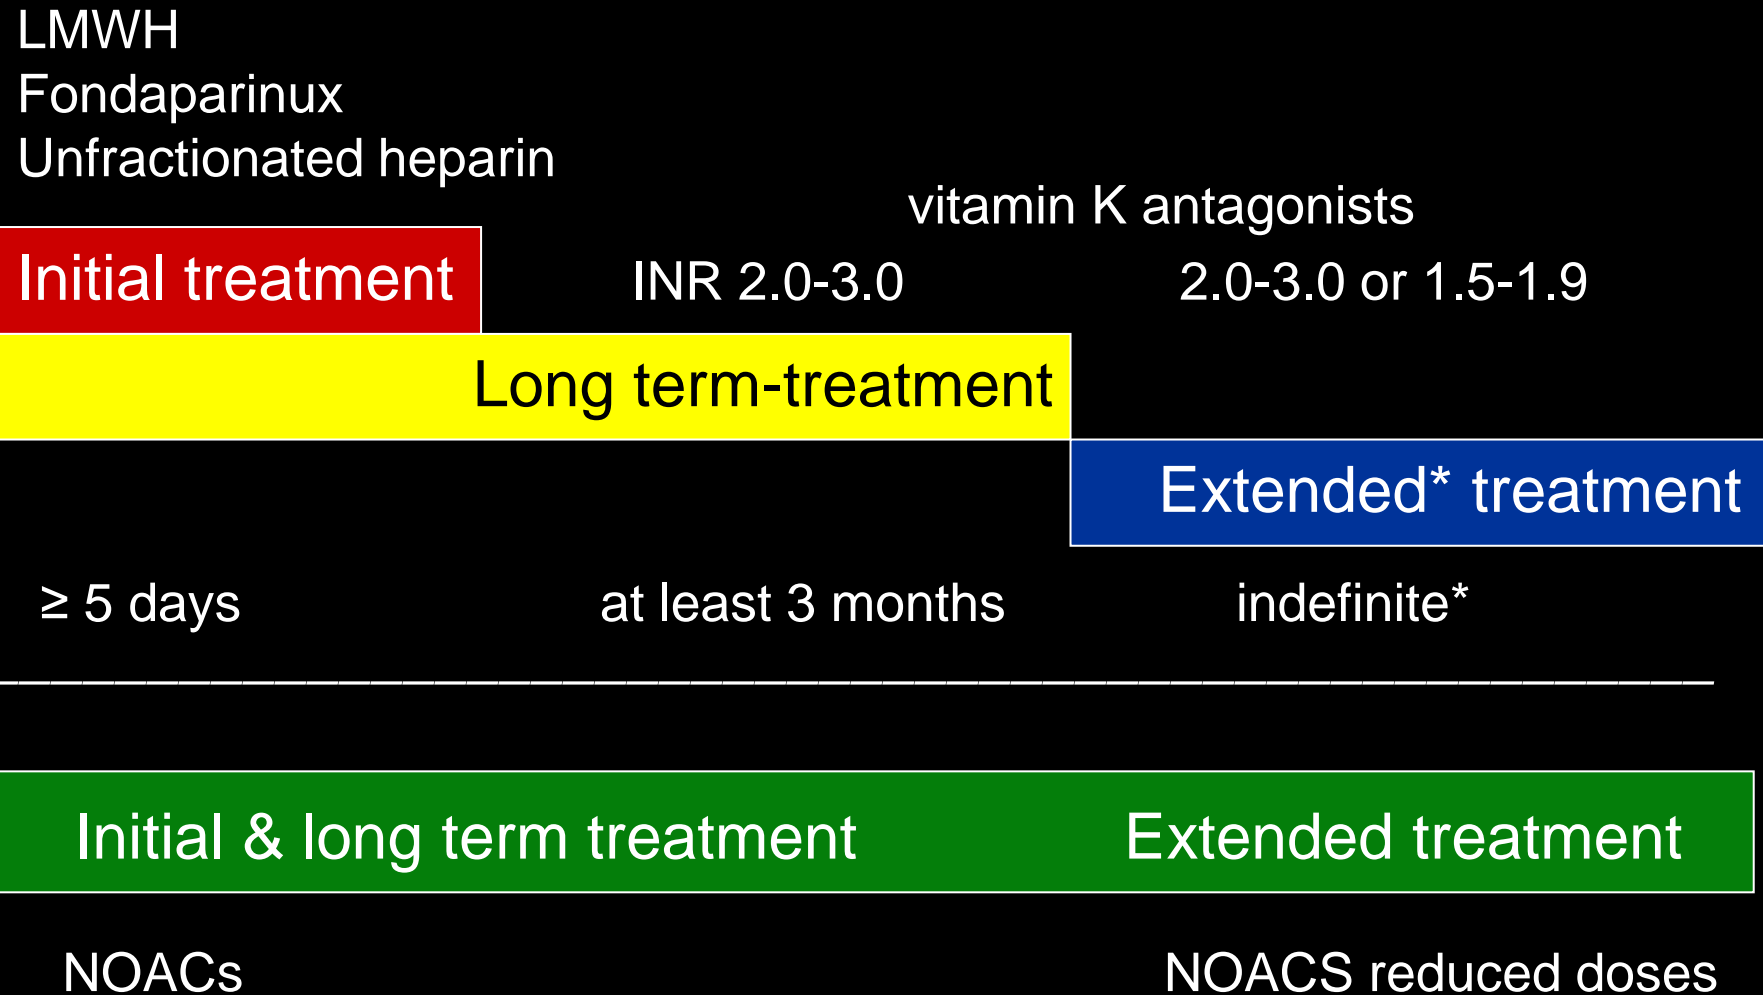 LMWH
Fondaparinux
Unfractionated heparin
vitamin K antagonists
Initial treatment
INR 2.0-3.0
2.0-3.0 or 1.5-1.9
Long term-treatment
Extended* treatment
≥ 5 days
at least 3 months
indefinite*
Initial & long term treatment
Extended treatment
NOACs
NOACS reduced doses